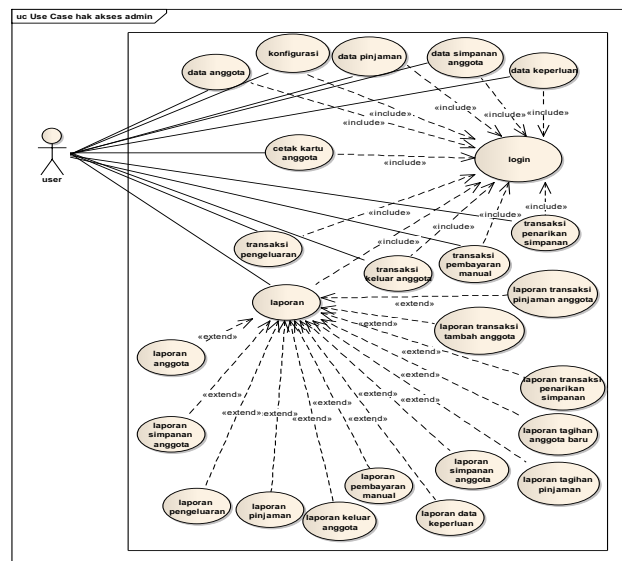 uc Use Case hak akses admin
user
data anggota
konfigurasi
data pinjaman
data simpanan
anggota
data keperluan
«include»
«include»
«include»
«include»
cetak kartu
anggota
«include»
login
«include»
«include»
«include»
«include»
«include»
transaksi
pengeluaran
transaksi
keluar anggota
transaksi
pembayaran
manual
transaksi
penarikan
simpanan
laporan
laporan transaksi
pinjaman anggota
«extend»
laporan transaksi
tambah anggota
«extend»
laporan
anggota
«extend»
«extend»
laporan transaksi
penarikan
simpanan
«extend»
laporan
simpanan
anggota
«extend»
«extend»
«extend»
«extend»
«extend»
«extend»
«extend»
laporan tagihan
anggota baru
«extend»
laporan tagihan
pinjaman
laporan
pengeluaran
laporan
pinjaman
laporan keluar
anggota
laporan
pembayaran
manual
laporan data
keperluan
laporan
simpanan
anggota